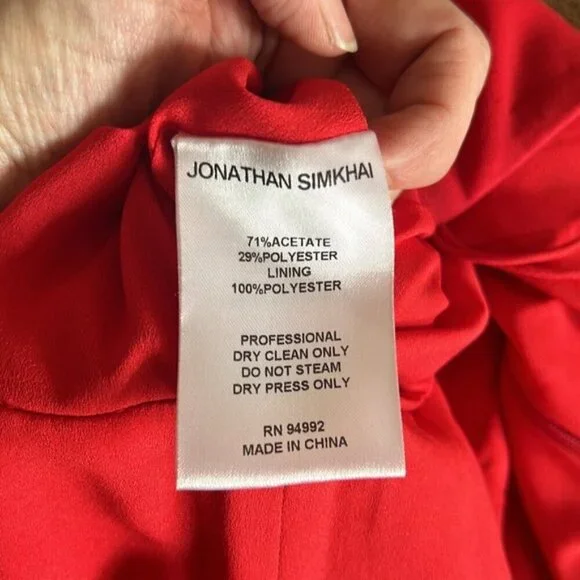 JONATHAN SIMKHAI
71%ACETATE
29%POLYESTER
LINING
100%POLYESTER
PROFESSIONAL
DRY CLEAN ONLY
DO NOT STEAM
DRY PRESS ONLY
RN 94992
MADE IN CHINA